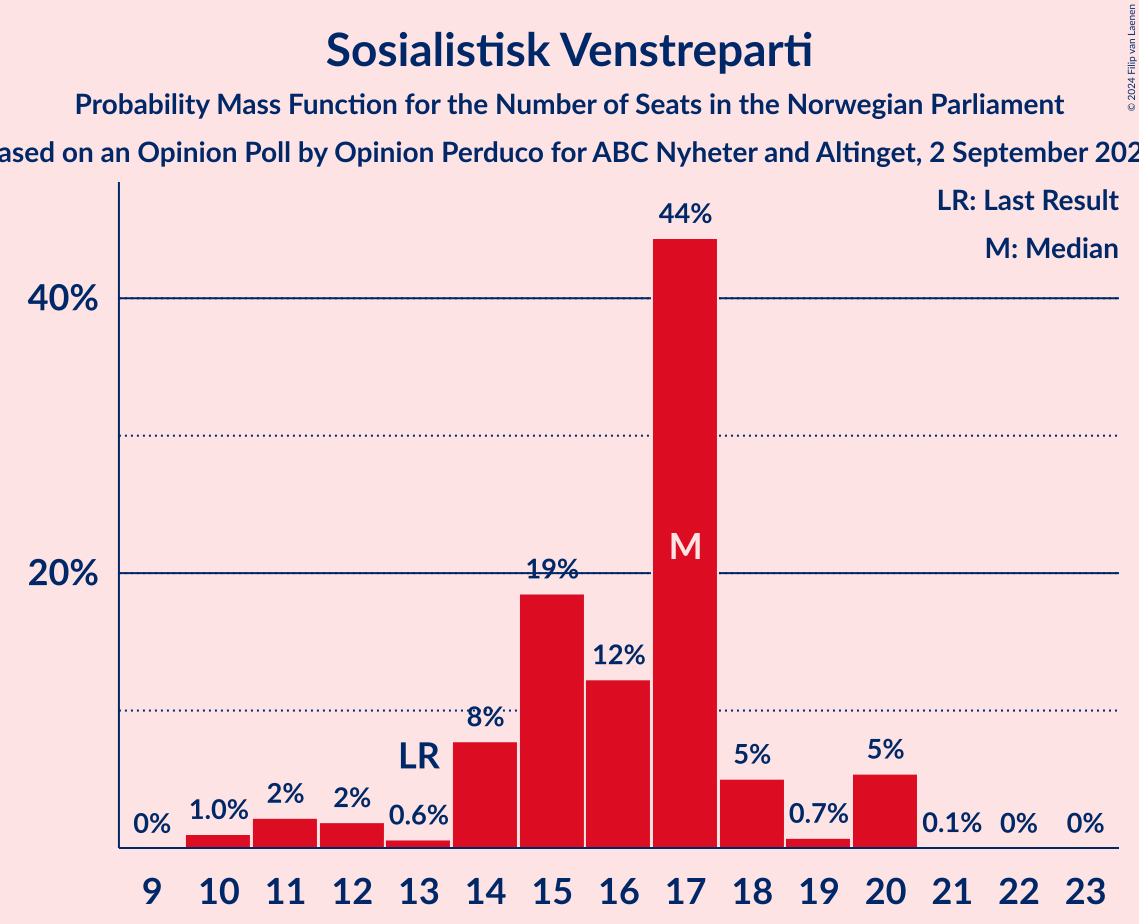 Sosialistisk Venstreparti
Probability Mass Function for the Number of Seats in the Norwegian Parliament
ased on an Opinion Poll by Opinion Perduco for ABC Nyheter and Altinget, 2 September 202
© 2024 Filip van Laenen
LR: Last Result
M: Median
44%
40%
M
20%
19%
12%
8%
LR
5%
5%
2%
2%
1.0%
0.6%
0.7%
0%
0.1%
0%
0%
9 10 11 12 13 14 15 16 17 18 19 20 21 22 23